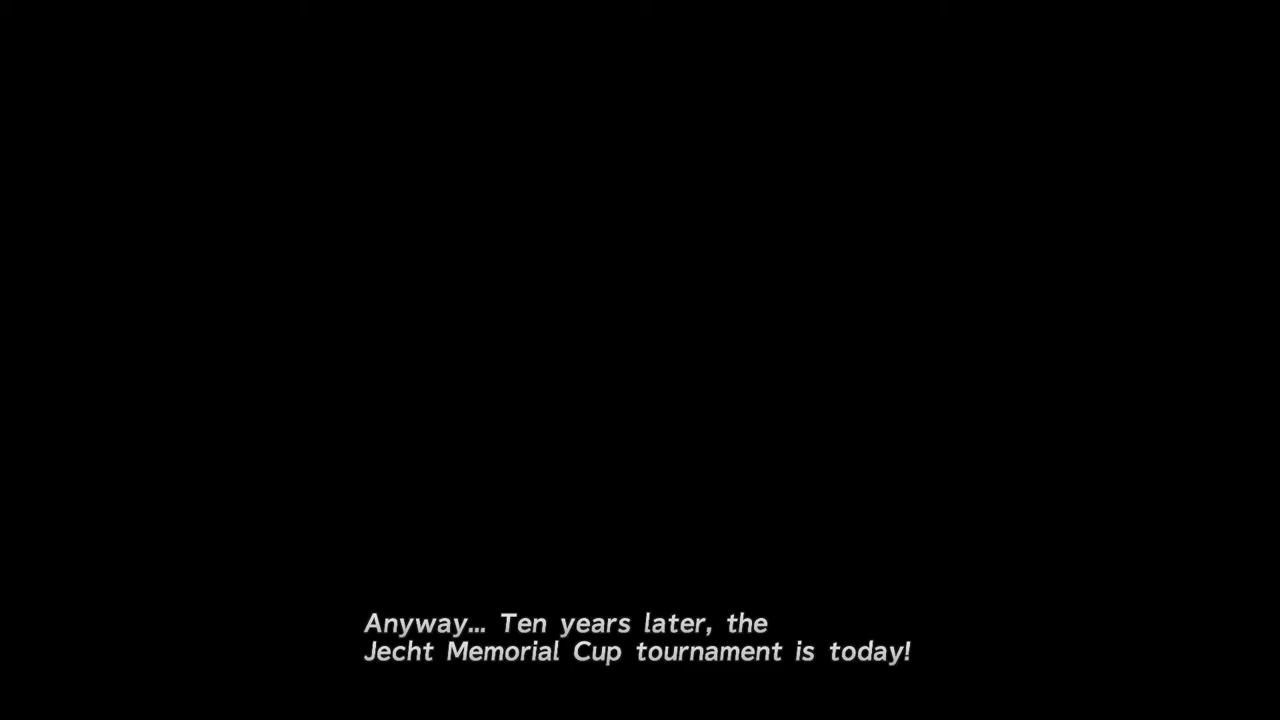 Anyway... Ten years later, the
Jecht Memorial Cup tournament is today!